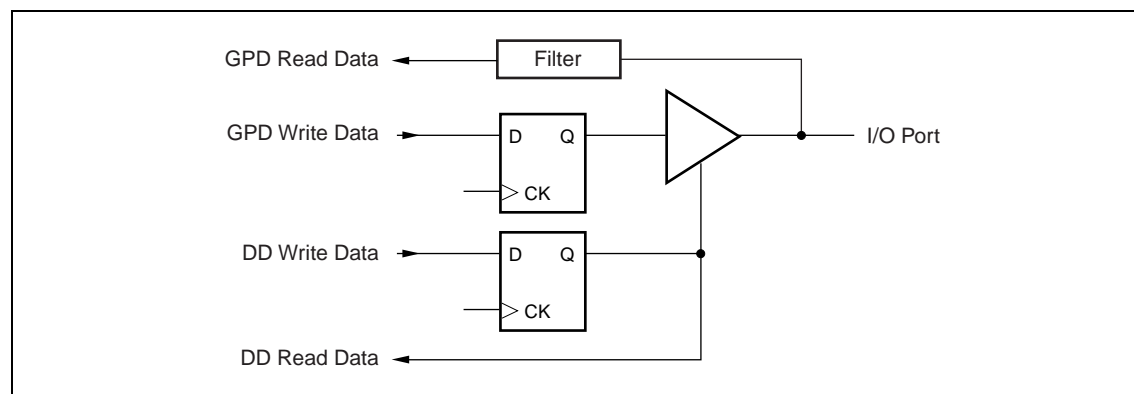 GPD Read Data
Filter
GPD Write Data
D Q
I/O Port
CK
DD Write Data
D Q
CK
DD Read Data